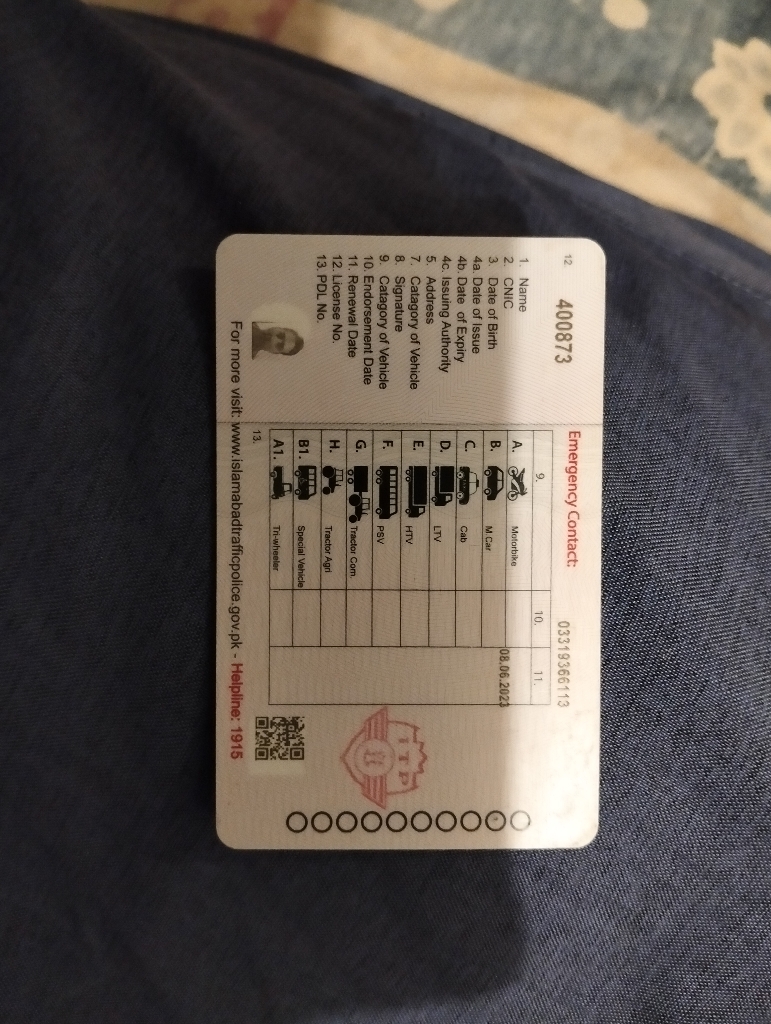 Emergency Contact: 03319366113
12. 400873
1. Name
2. CNIC
3. Date of Birth
4a. Date of Issue
4b. Date of Expiry
4c. Issuing Authority
5. Address
7. Catagory of Vehicle
8. Signature
9. Catagory of Vehicle
10. Endorsement Date
11. Renewal Date
12. License No.
13. PDL No.
9. 10. 11.
A. Motorbike
B. M.Car 08.06.2023
C. Cab
D. LTV
E. HTV
F. PSV
G. Tractor Com.
H. Tractor Agri
B1. Special Vehicle
A1. Tri-wheeler
13.
ITP
For more visit: www.islamabadtrafficpolice.gov.pk - Helpline: 1915